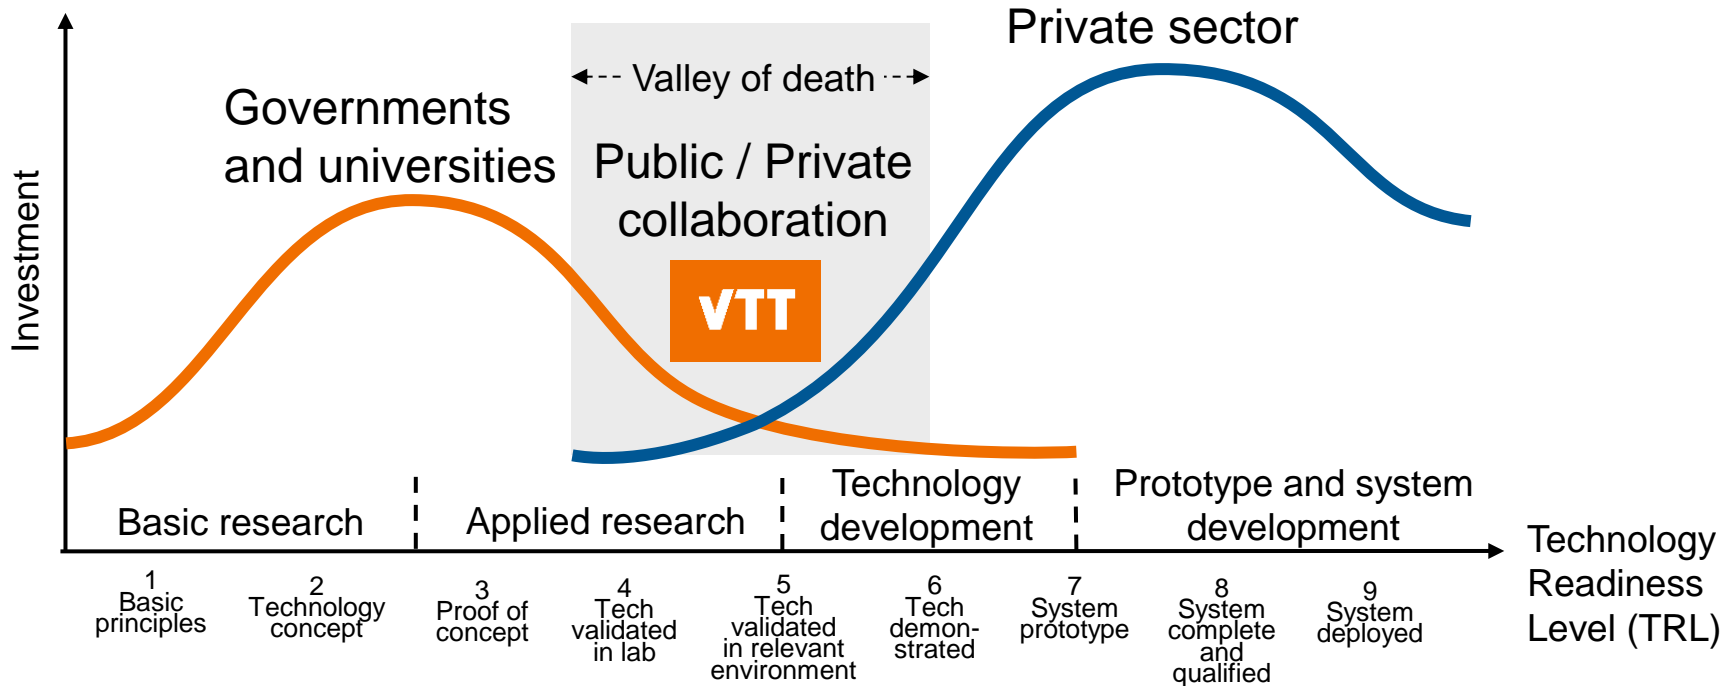 Private sector
Valley of death
Governments
and universities
Public / Private
collaboration
VTT
Investment
Basic research
Applied research
Technology
development
Prototype and system
development
Technology
Readiness
Level (TRL)
1
Basic
principles
2
Technology
concept
3
Proof of
concept
4
Tech
validated
in lab
5
Tech
validated
in relevant
environment
6
Tech
demon-
strated
7
System
prototype
8
System
complete
and
qualified
9
System
deployed